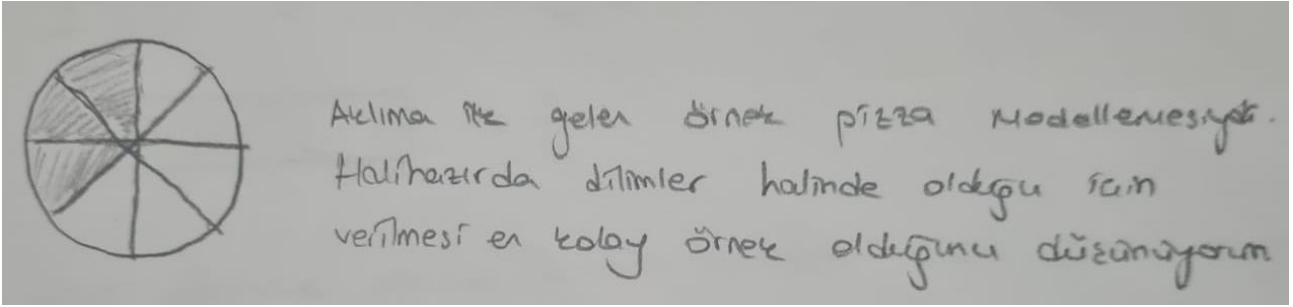 Aklıma ilk gelen örnek pizza modellemesiydi.
Halihazırda dilimler halinde olduğu için
verilmesi en kolay örnek olduğunu düşünüyorum